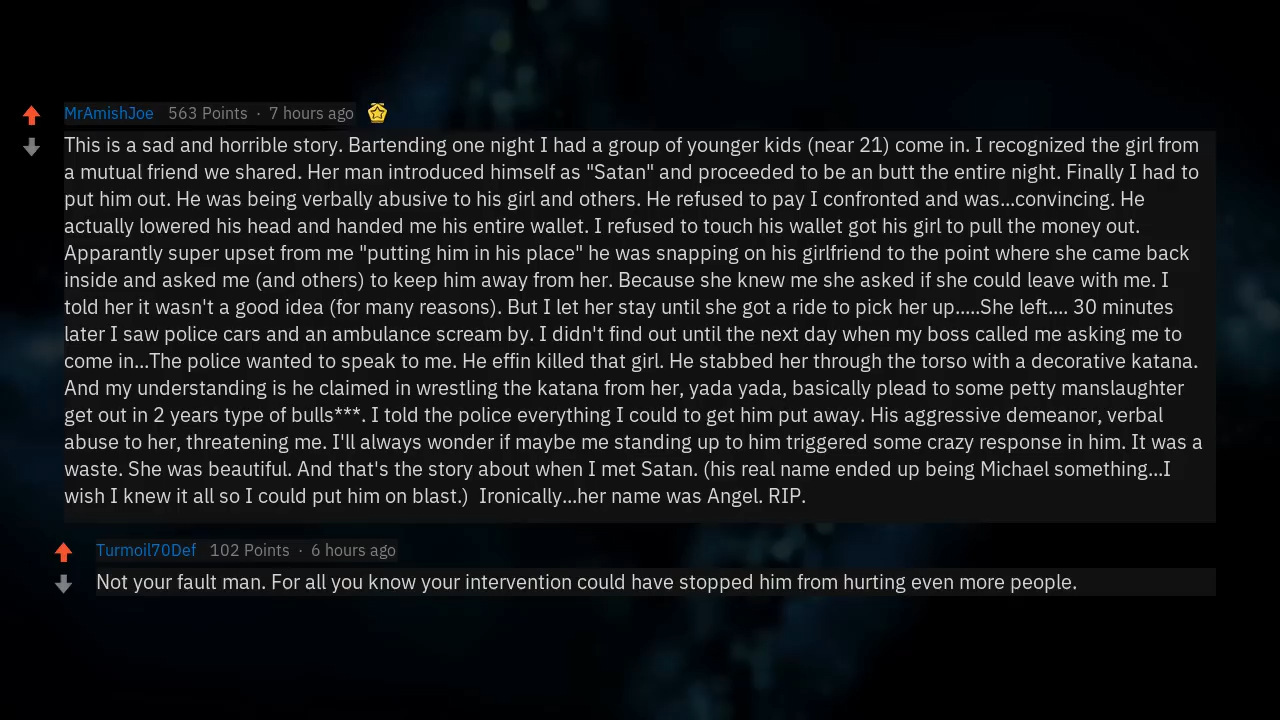 MrAmishJoe 563 Points · 7 hours ago
This is a sad and horrible story. Bartending one night I had a group of younger kids (near 21) come in. I recognized the girl from
a mutual friend we shared. Her man introduced himself as "Satan" and proceeded to be an butt the entire night. Finally I had to
put him out. He was being verbally abusive to his girl and others. He refused to pay I confronted and was...convincing. He
actually lowered his head and handed me his entire wallet. I refused to touch his wallet got his girl to pull the money out.
Apparantly super upset from me "putting him in his place" he was snapping on his girlfriend to the point where she came back
inside and asked me (and others) to keep him away from her. Because she knew me she asked if she could leave with me. I
told her it wasn't a good idea (for many reasons). But I let her stay until she got a ride to pick her up.....She left.... 30 minutes
later I saw police cars and an ambulance scream by. I didn't find out until the next day when my boss called me asking me to
come in...The police wanted to speak to me. He effin killed that girl. He stabbed her through the torso with a decorative katana.
And my understanding is he claimed in wrestling the katana from her, yada yada, basically plead to some petty manslaughter
get out in 2 years type of bulls***. I told the police everything I could to get him put away. His aggressive demeanor, verbal
abuse to her, threatening me. I'll always wonder if maybe me standing up to him triggered some crazy response in him. It was a
waste. She was beautiful. And that's the story about when I met Satan. (his real name ended up being Michael something...I
wish I knew it all so I could put him on blast.) Ironically...her name was Angel. RIP.
Turmoil70Def 102 Points · 6 hours ago
Not your fault man. For all you know your intervention could have stopped him from hurting even more people.